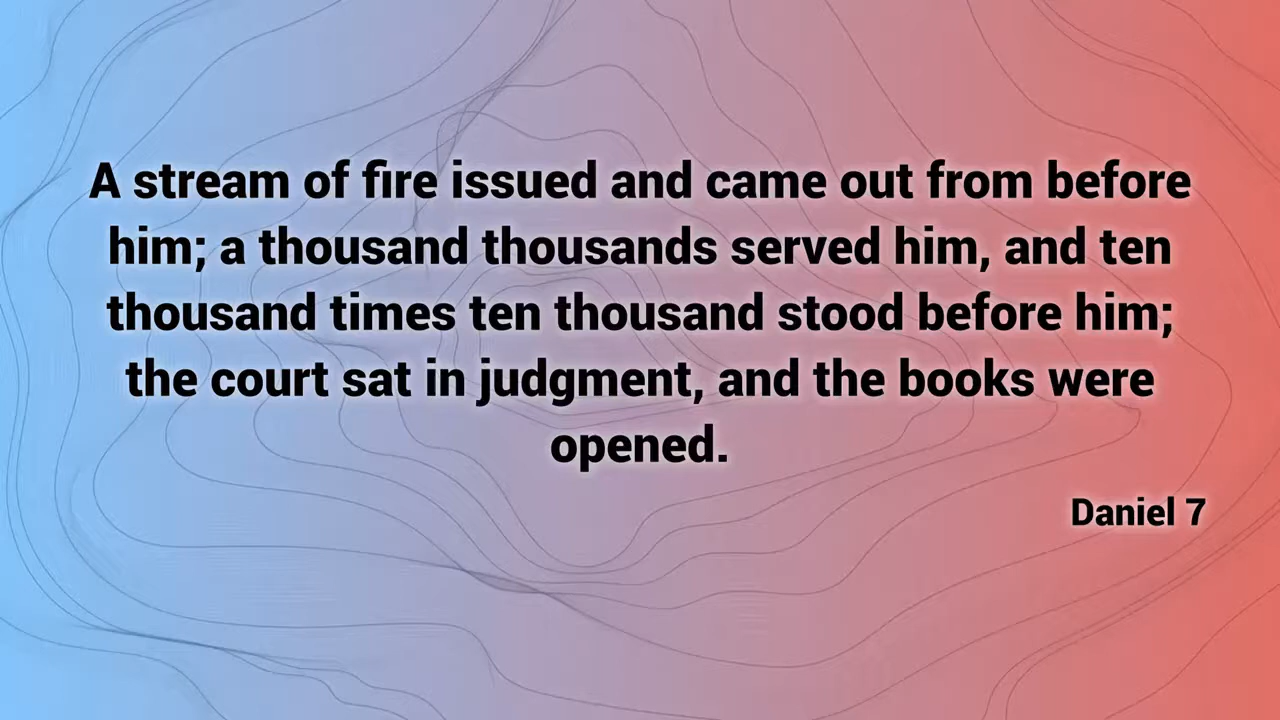 A stream of fire issued and came out from before
him; a thousand thousands served him, and ten
thousand times ten thousand stood before him;
the court sat in judgment, and the books were
opened.
Daniel 7